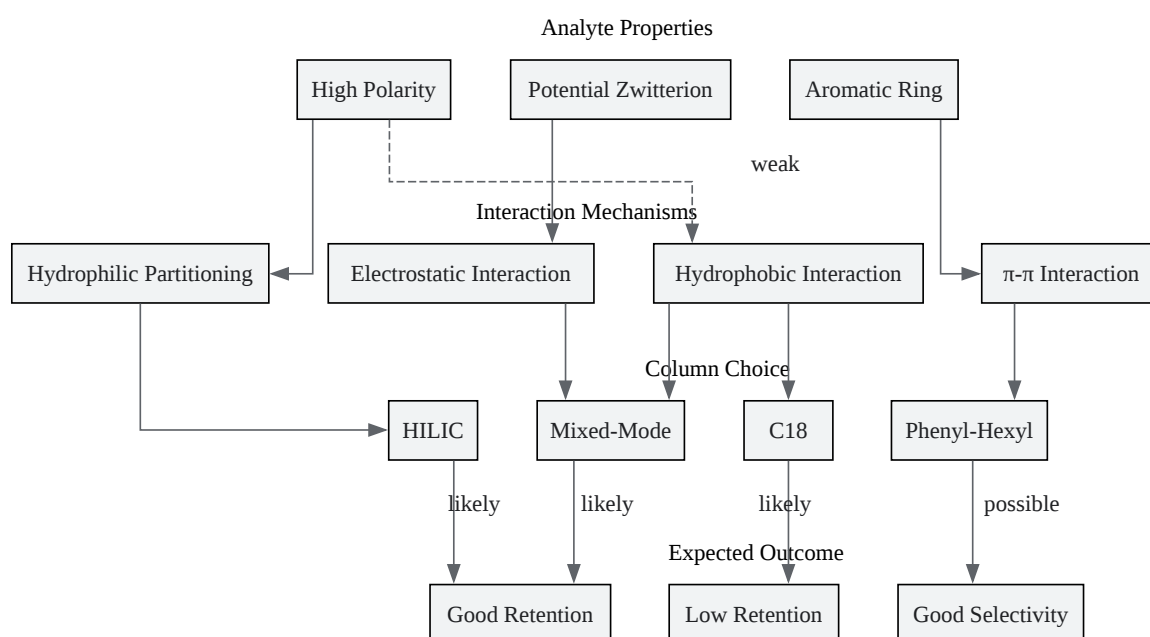 Analyte Properties
High Polarity
Potential Zwitterion
Aromatic Ring
weak
Interaction Mechanisms
Hydrophilic Partitioning
Electrostatic Interaction
Hydrophobic Interaction
π-π Interaction
Column Choice
HILIC
Mixed-Mode
C18
Phenyl-Hexyl
likely
likely
likely
possible
Expected Outcome
Good Retention
Low Retention
Good Selectivity